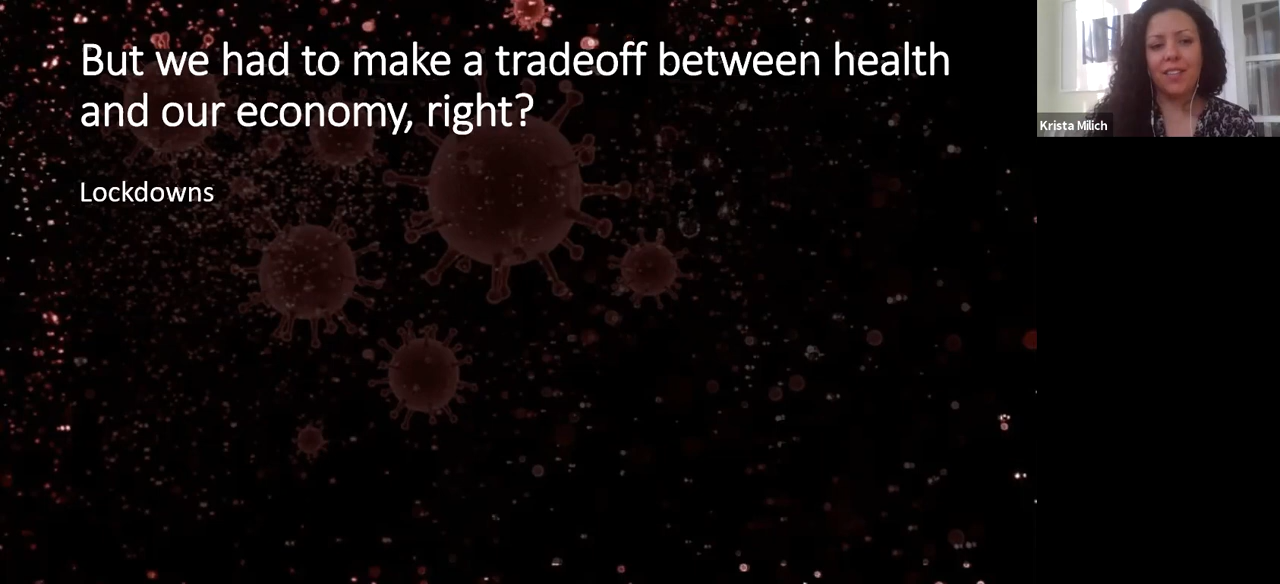 But we had to make a tradeoff between health
and our economy, right?
Lockdowns
Krista Milich